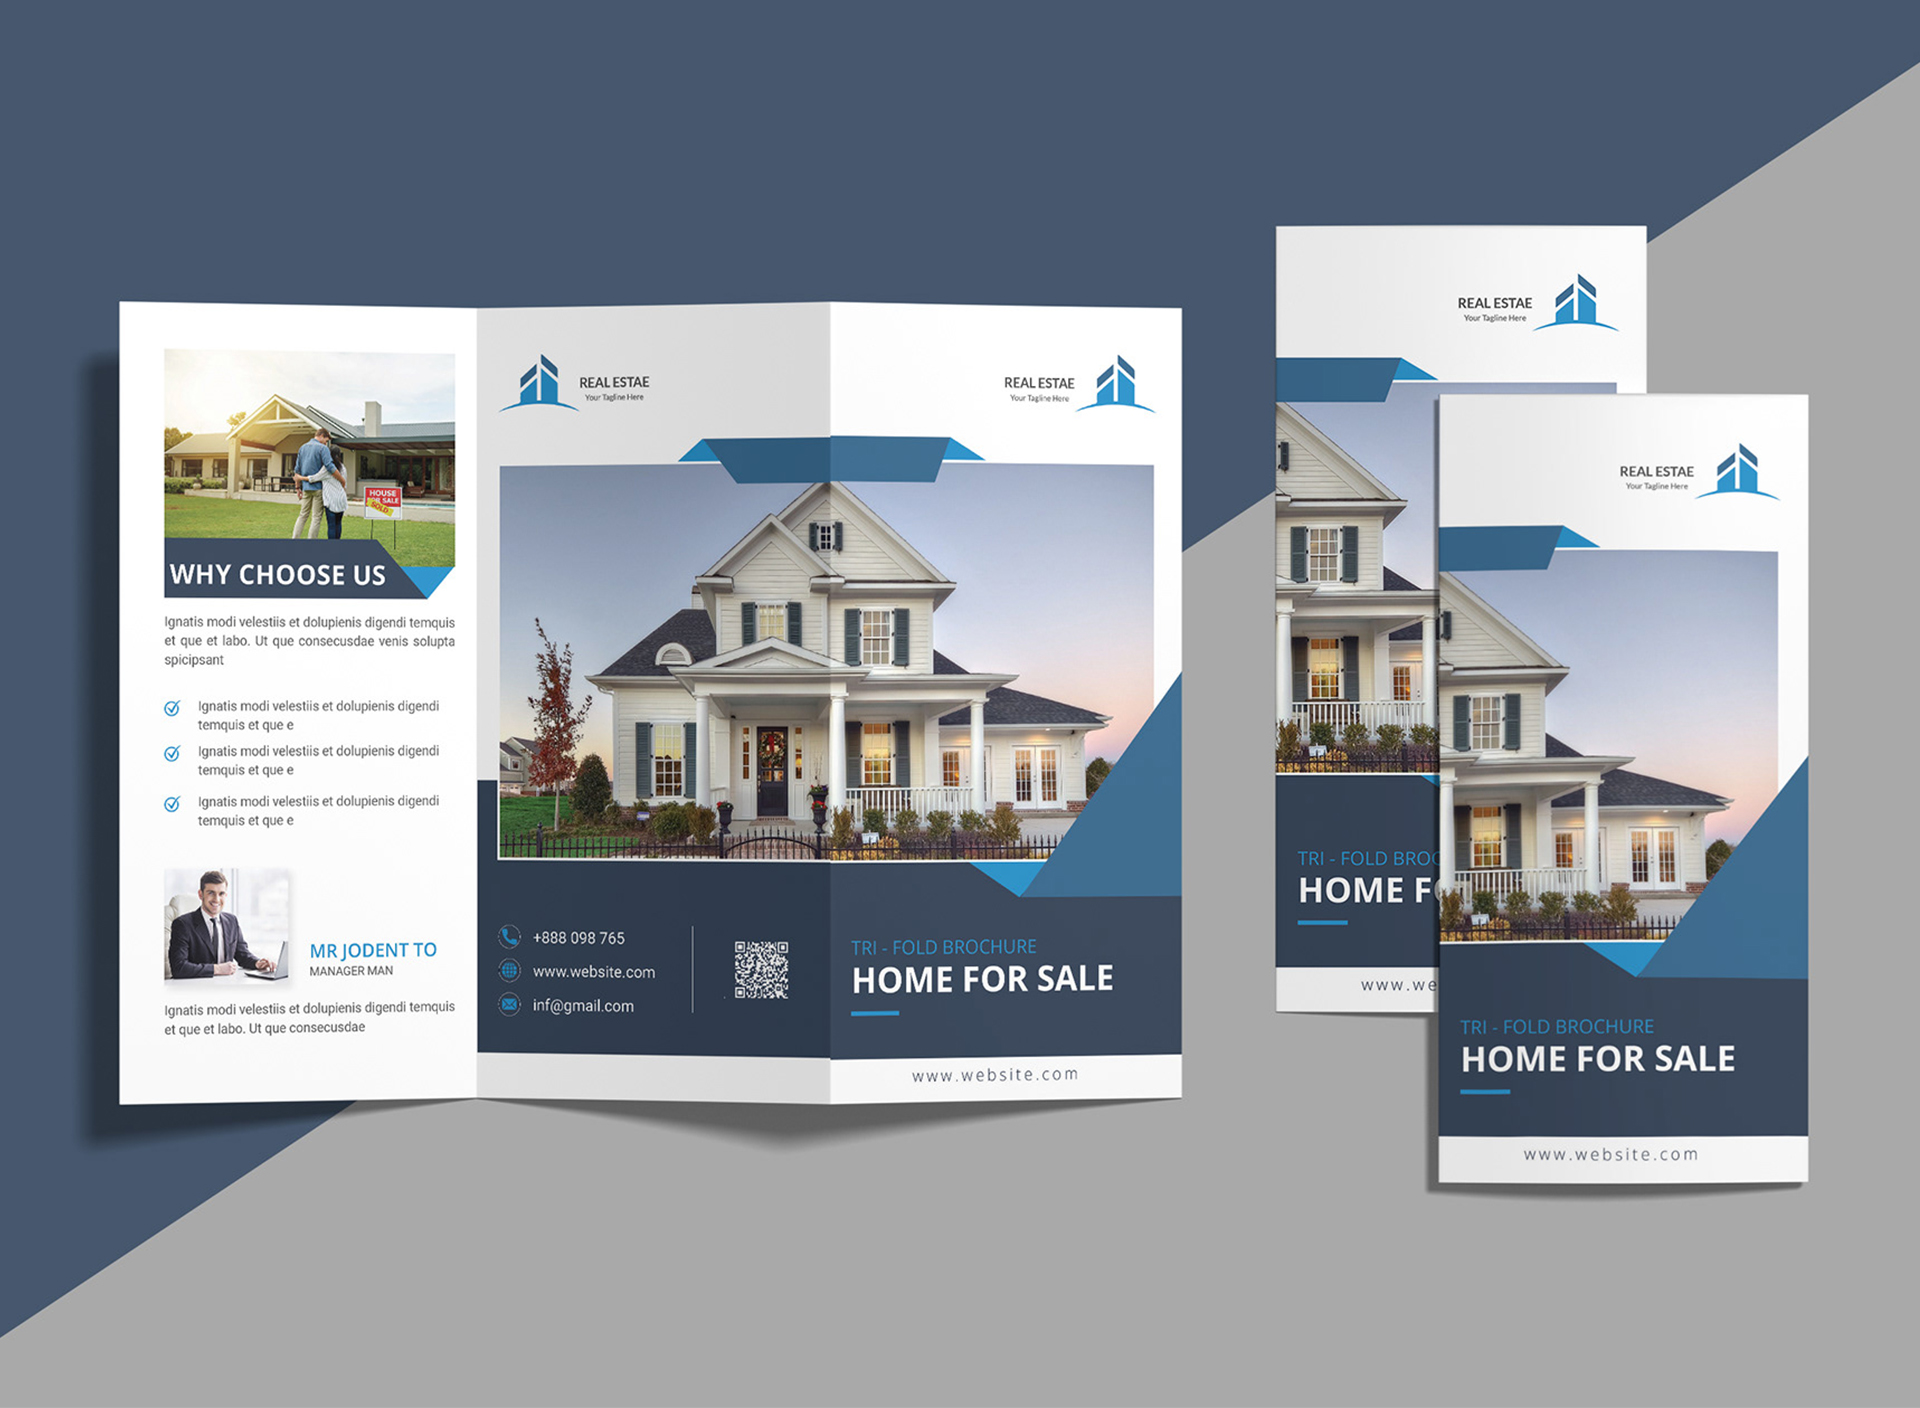 HOUSE
FOR SALE
SOLD
WHY CHOOSE US
Ignatis modi velestiis et dolupienis digendi temquis
et que et labo. Ut que consecusdae venis solupta
spicipsant
Ignatis modi velestiis et dolupienis digendi
temquis et que e
Ignatis modi velestiis et dolupienis digendi
temquis et que e
Ignatis modi velestiis et dolupienis digendi
temquis et que e
MR JODENT TO
MANAGER MAN
Ignatis modi velestiis et dolupienis digendi temquis
et que et labo. Ut que consecusdae
REAL ESTAE
Your Tagline Here
+888 098 765
www.website.com
inf@gmail.com
REAL ESTAE
Your Tagline Here
TRI - FOLD BROCHURE
HOME FOR SALE
www.website.com
REAL ESTAE
Your Tagline Here
TRI - FOLD BROC
HOME F
www.we
REAL ESTAE
Your Tagline Here
TRI - FOLD BROCHURE
HOME FOR SALE
www.website.com